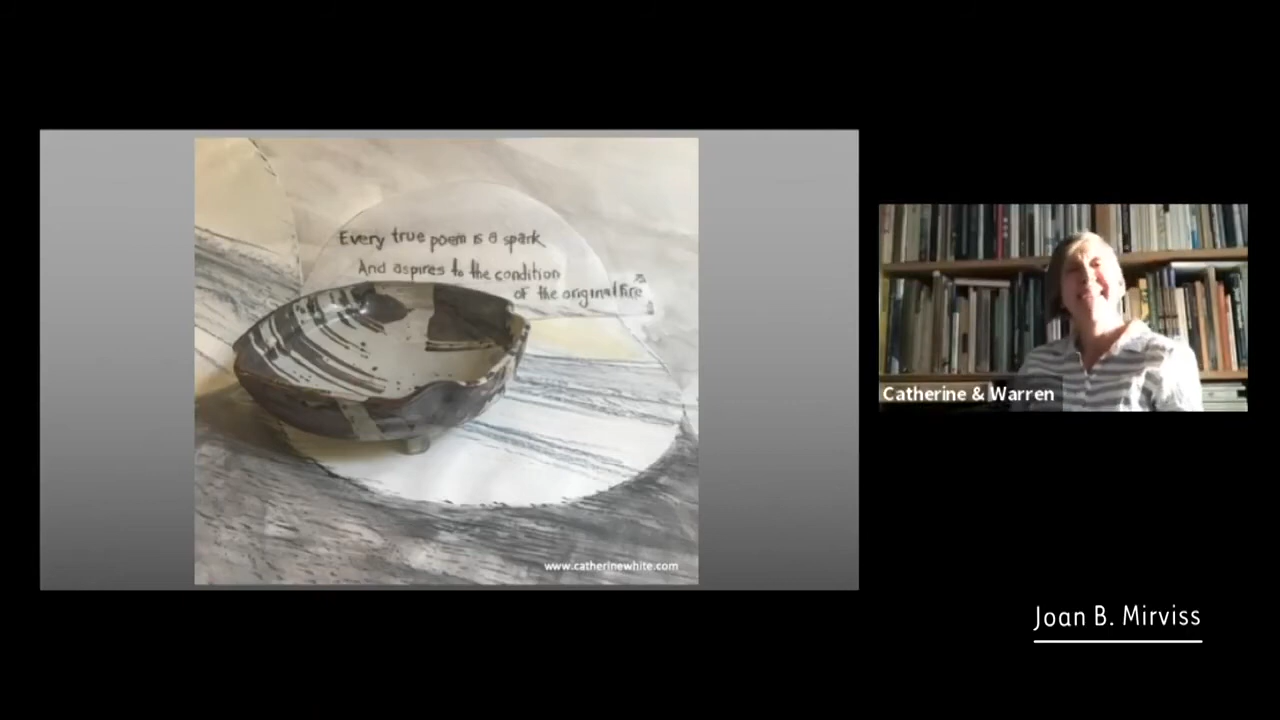 Every true poem is a spark
And aspires to the condition
of the original fire
www.catherinewhite.com
Catherine & Warren
Joan B. Mirviss